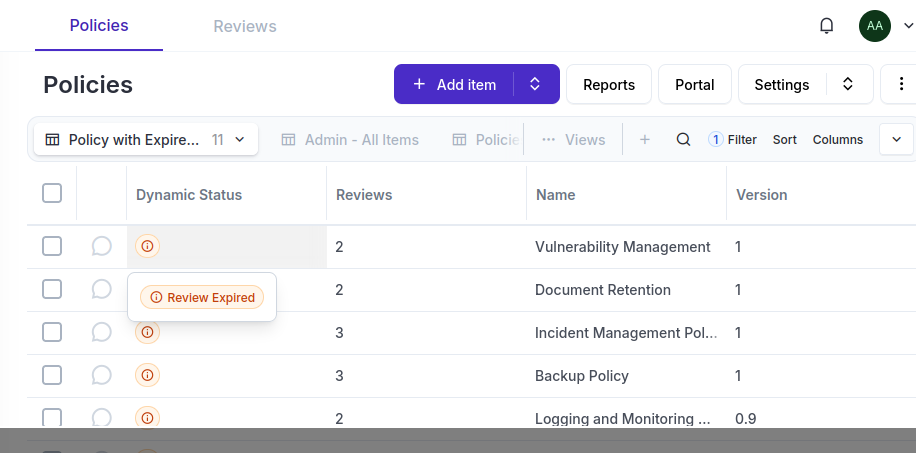 Policies Reviews
AA
Policies
+ Add item Reports Portal Settings
Policy with Expire... 11 Admin - All Items Policie ... Views + 1 Filter Sort Columns
Dynamic Status Reviews Name Version
2 Vulnerability Management 1
Review Expired 2 Document Retention 1
3 Incident Management Pol... 1
3 Backup Policy 1
2 Logging and Monitoring ... 0.9